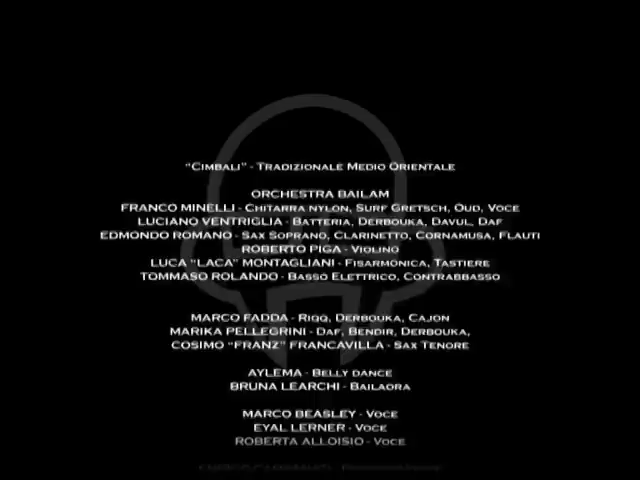 "Cimbali" - Tradizionale Medio Orientale
ORCHESTRA BAILAM
FRANCO MINELLI - Chitarra nylon, Surf Gretsch, Oud, Voce
LUCIANO VENTRIGLIA - Batteria, Derbouka, Davul, Daf
EDMONDO ROMANO - Sax Soprano, Clarinetto, Cornamusa, Flauti
ROBERTO PIGA - Violino
LUCA "LACA" MONTAGLIANI - Fisarmonica, Tastiere
TOMMASO ROLANDO - Basso Elettrico, Contrabbasso
MARCO FADDA - Riqq, Derbouka, Cajon
MARIKA PELLEGRINI - Daf, Bendir, Derbouka,
COSIMO "FRANZ" FRANCAVILLA - Sax Tenore
AYLEMA - Belly dance
BRUNA LEARCHI - Bailaora
MARCO BEASLEY - Voce
EYAL LERNER - Voce
ROBERTA ALLOISIO - Voce